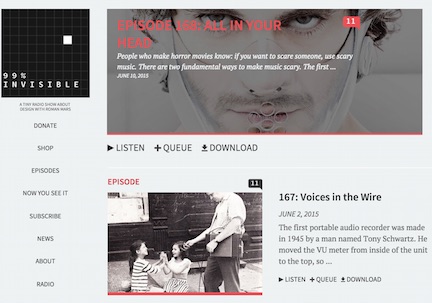 99%
INVISIBLE
A TINY RADIO SHOW ABOUT
DESIGN WITH ROMAN MARS
DONATE
SHOP
EPISODES
NOW YOU SEE IT
SUBSCRIBE
NEWS
ABOUT
RADIO
EPISODE 168: ALL IN YOUR
HEAD
11
People who make horror movies know: if you want to scare someone, use scary
music. There are two fundamental ways to make music scary. The first ...
JUNE 10, 2015
LISTEN QUEUE DOWNLOAD
EPISODE
11
167: Voices in the Wire
JUNE 2, 2015
The first portable audio recorder was made
in 1945 by a man named Tony Schwartz. He
moved the VU meter from inside of the unit
to the top, so ...
LISTEN QUEUE DOWNLOAD